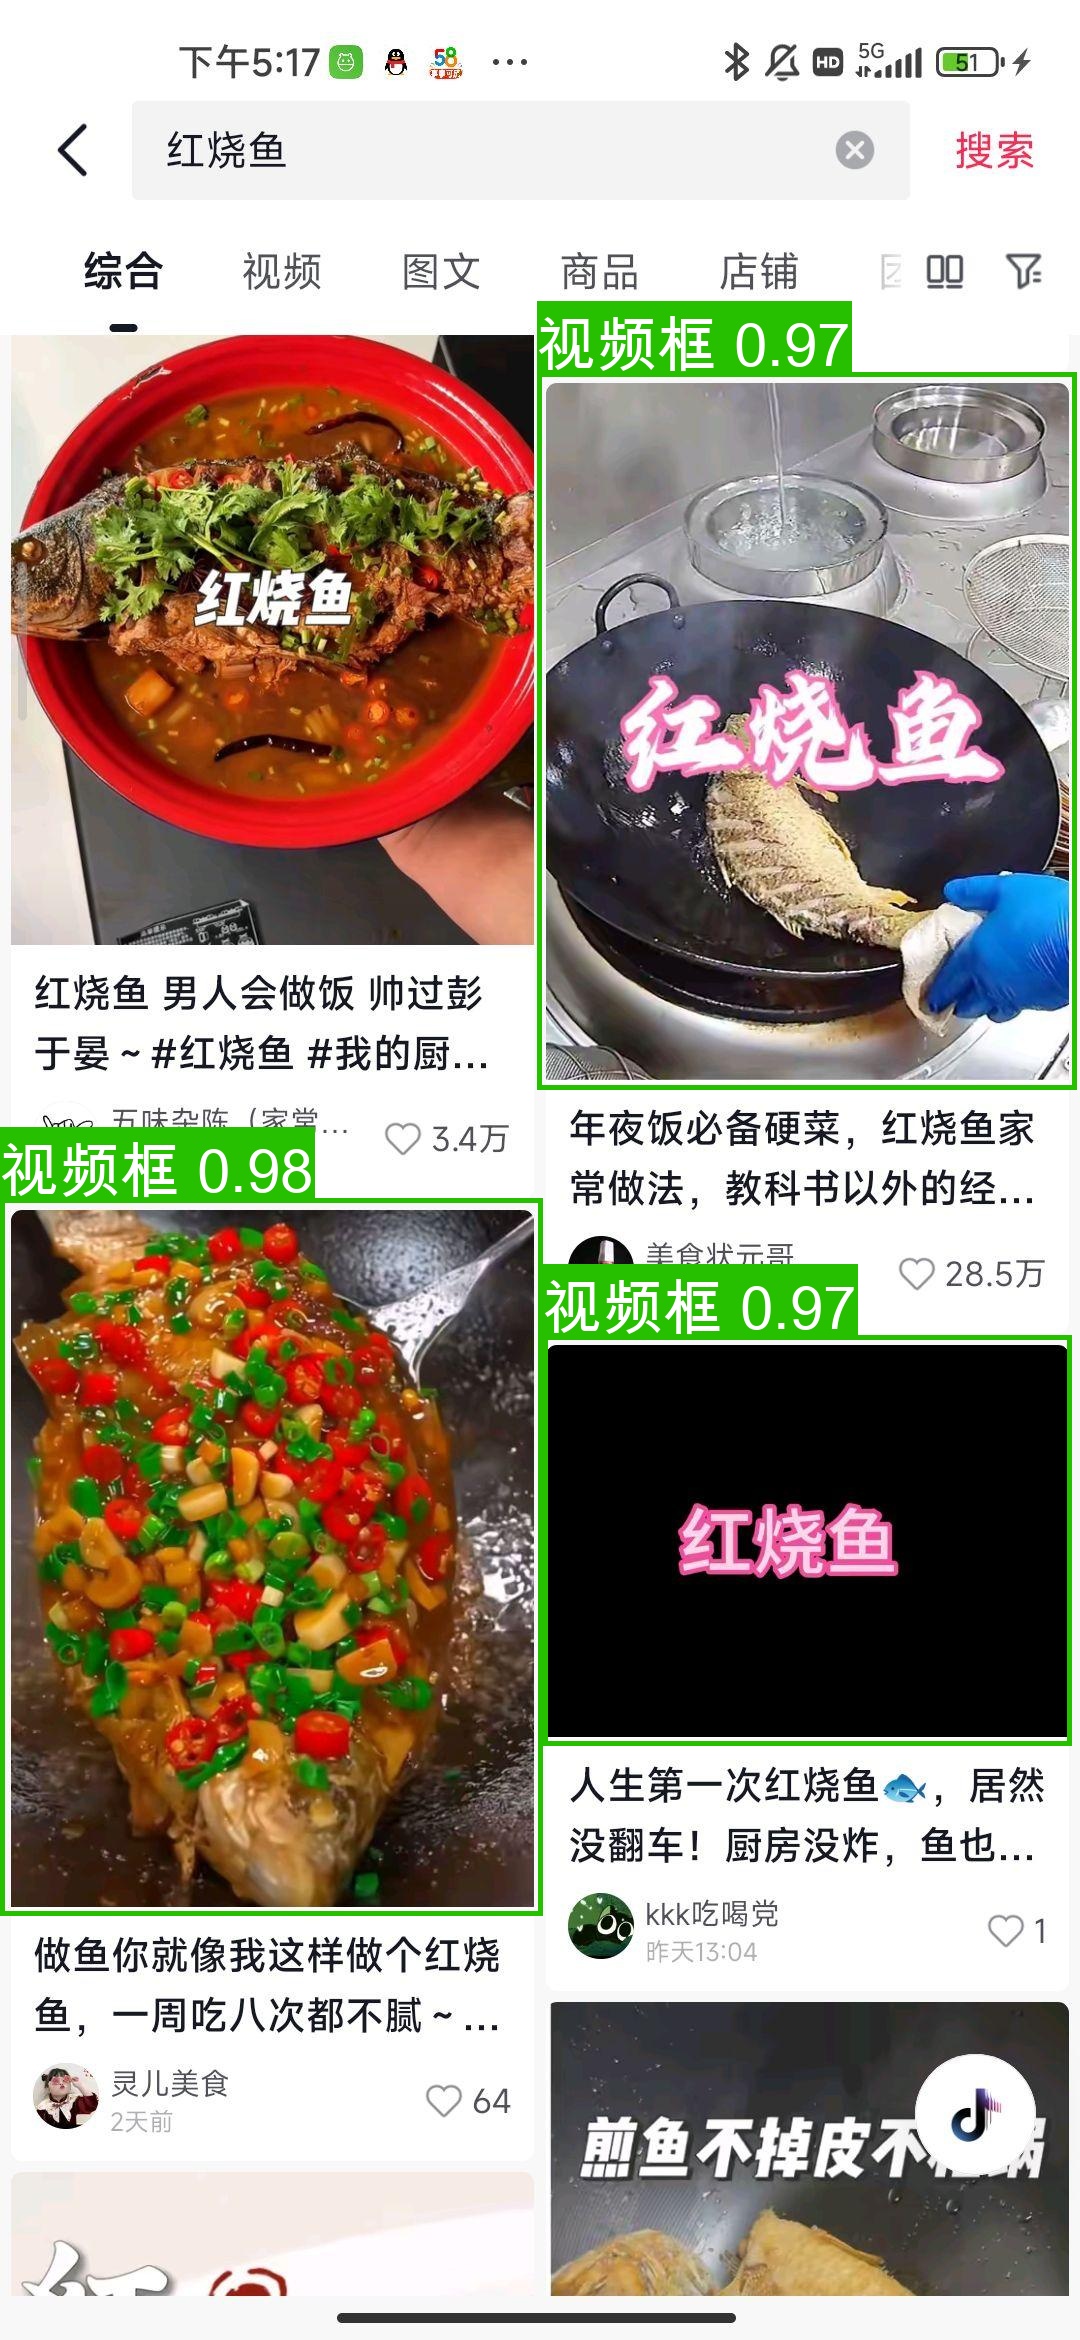 下午5:17
58
...
HD
5G
51
红烧鱼
搜索
综合
视频
图文
商品
店铺
视频框 0.97
红烧鱼
红烧鱼
红烧鱼 男人会做饭 帅过彭
于晏~#红烧鱼 #我的厨...
五味杂陈（家常...
3.4万
年夜饭必备硬菜，红烧鱼家
常做法，教科书以外的经...
美食状元哥
28.5万
视频框 0.98
视频框 0.97
红烧鱼
人生第一次红烧鱼🐟，居然
没翻车！厨房没炸，鱼也...
kkk吃喝党
昨天13:04
1
做鱼你就像我这样做个红烧
鱼，一周吃八次都不腻~...
灵儿美食
2天前
64
煎鱼不掉皮不